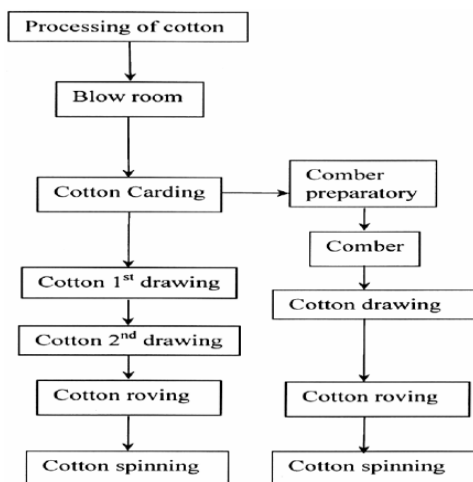 Processing of cotton
Blow room
Cotton Carding
Comber
preparatory
Comber
Cotton 1st drawing
Cotton drawing
Cotton 2nd drawing
Cotton roving
Cotton roving
Cotton spinning
Cotton spinning